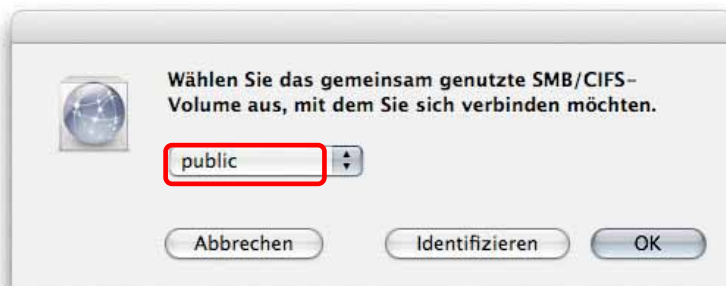 Wählen Sie das gemeinsam genutzte SMB/CIFS-
Volume aus, mit dem Sie sich verbinden möchten.
public
Abbrechen Identifizieren OK